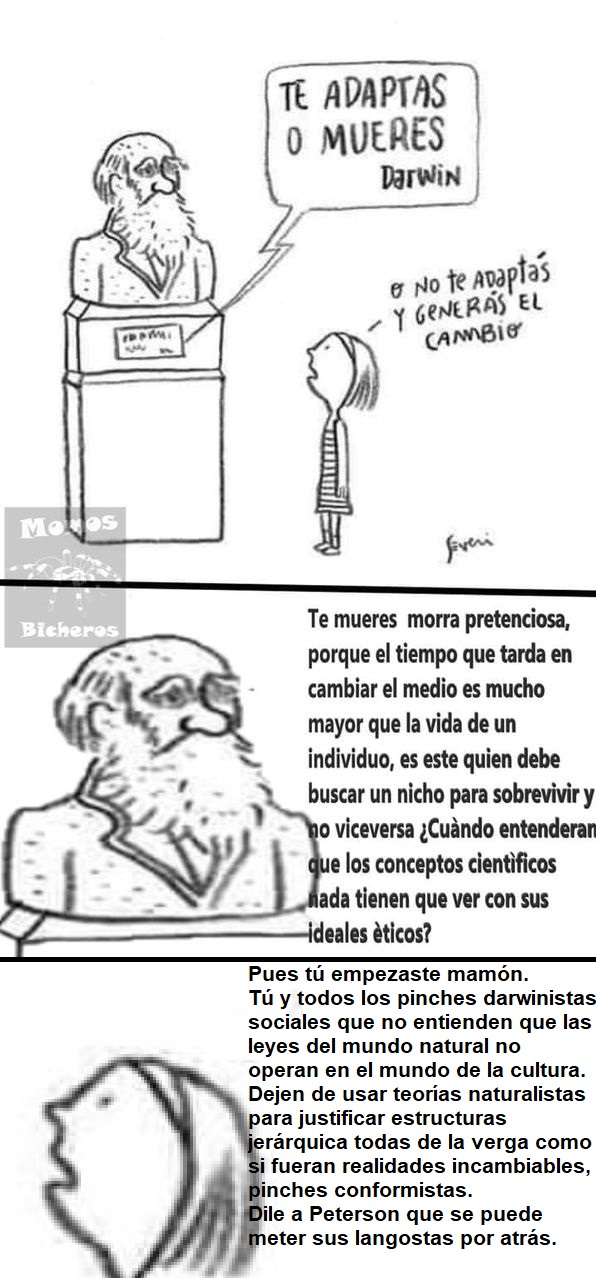 TE ADAPTAS
O MUERES
DARWIN
O NO TE ADAPTÁS
Y GENERÁS EL
CAMBIO
Monos
Bicheros
Te mueres morra pretenciosa,
porque el tiempo que tarda en
cambiar el medio es mucho
mayor que la vida de un
individuo, es este quien debe
buscar un nicho para sobrevivir y
no viceversa ¿Cuàndo entenderan
que los conceptos cientìficos
nada tienen que ver con sus
ideales èticos?
Pues tú empezaste mamón.
Tú y todos los pinches darwinistas
sociales que no entienden que las
leyes del mundo natural no
operan en el mundo de la cultura.
Dejen de usar teorías naturalistas
para justificar estructuras
jerárquica todas de la verga como
si fueran realidades incambiables,
pinches conformistas.
Dile a Peterson que se puede
meter sus langostas por atrás.